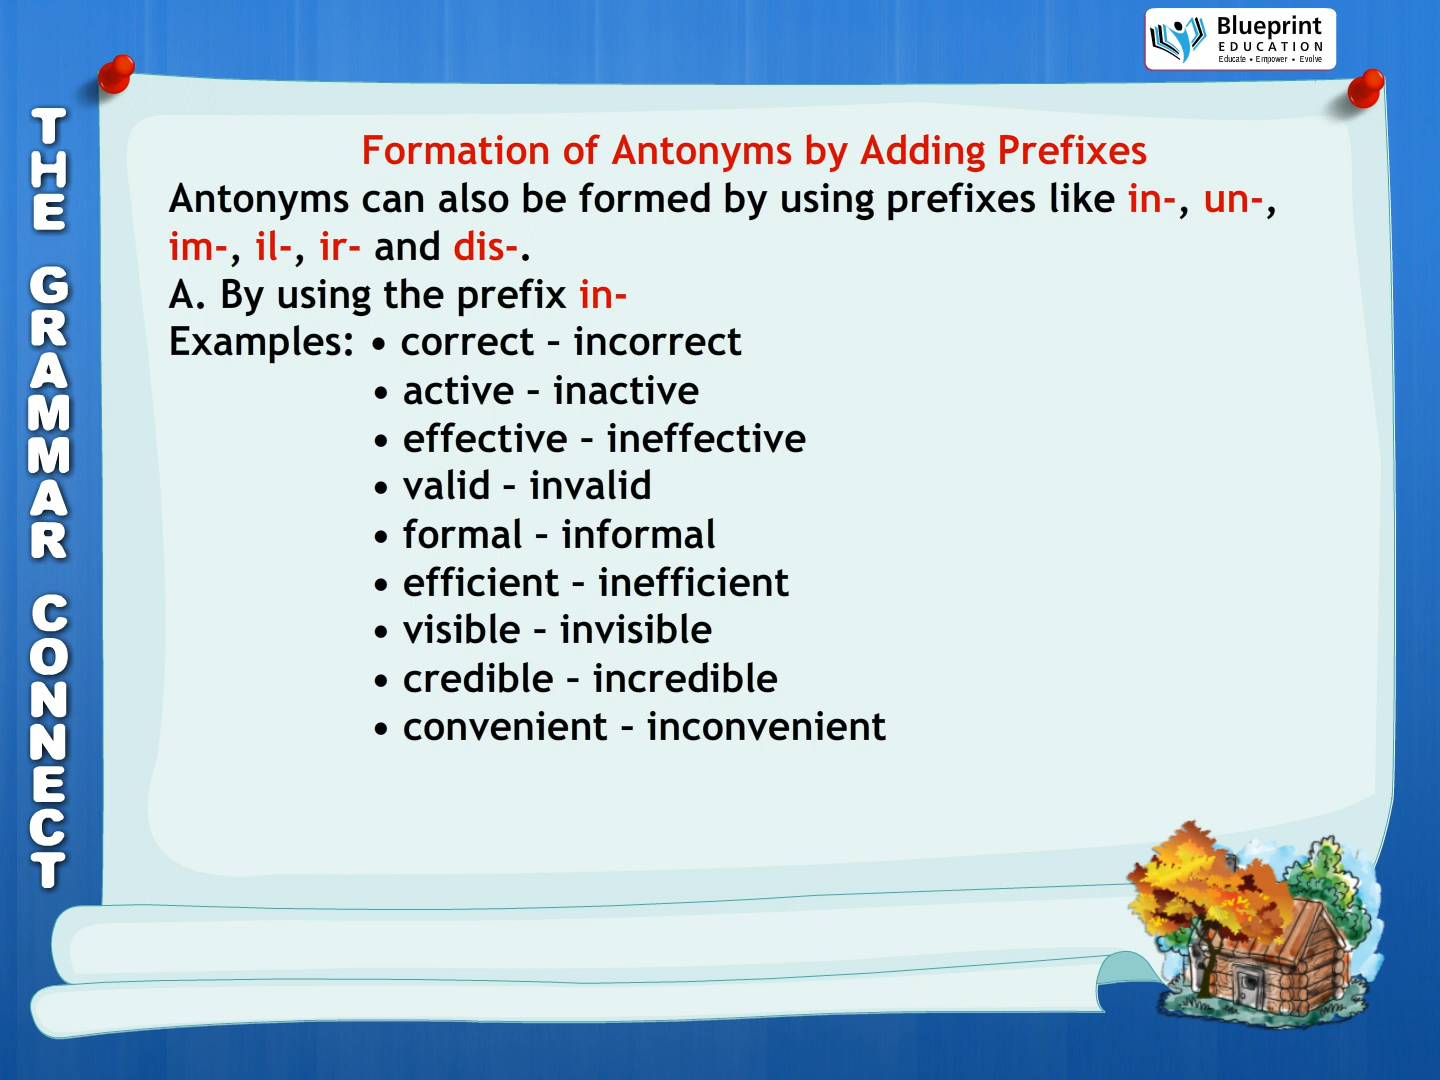 Blueprint
EDUCATION
Educate • Empower • Evolve
THE GRAMMAR CONNECT
Formation of Antonyms by Adding Prefixes
Antonyms can also be formed by using prefixes like in-, un-,
im-, il-, ir- and dis-.
A. By using the prefix in-
Examples: • correct – incorrect
• active – inactive
• effective – ineffective
• valid – invalid
• formal – informal
• efficient – inefficient
• visible – invisible
• credible – incredible
• convenient – inconvenient